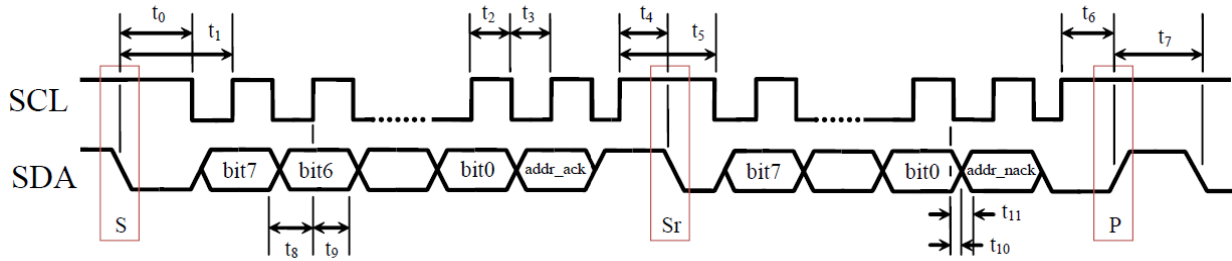 t0 t2 t3 t4 t6
t1 t5 t7
SCL
SDA bit7 bit6 bit0 addr_ack bit7 bit0 addr_nack
S Sr t11 P
t8 t9 t10